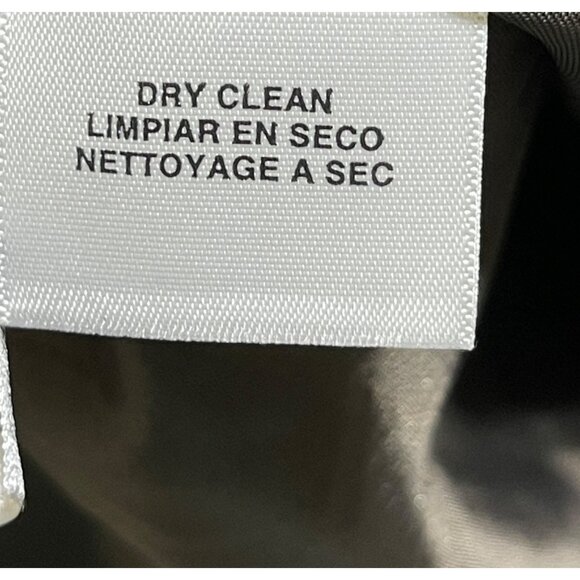 DRY CLEAN
LIMPIAR EN SECO
NETTOYAGE A SEC